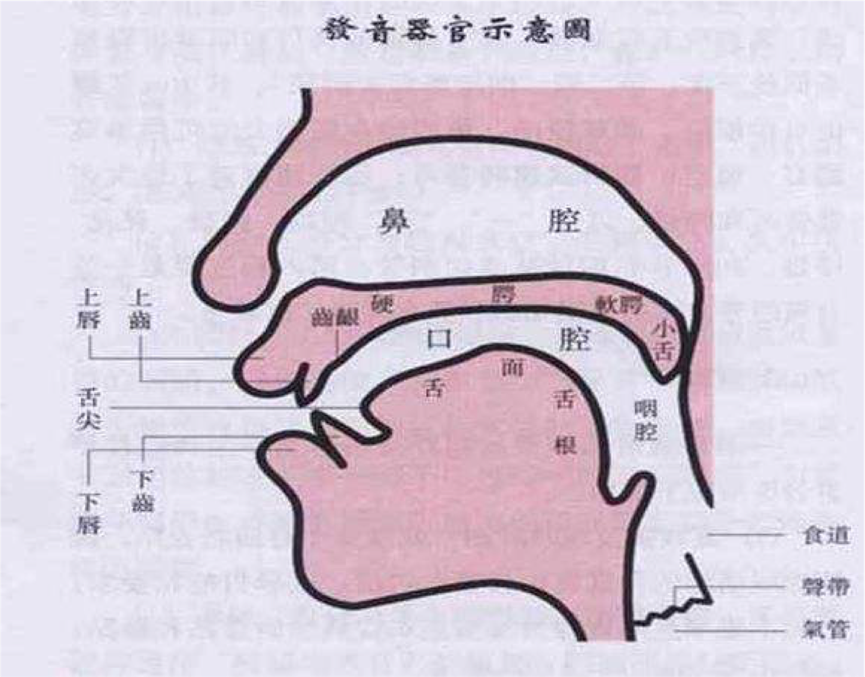 發音器官示意圖
鼻腔
硬腭
軟腭
齒齦
小舌
口腔
上唇
上齒
舌尖
舌面
舌根
咽腔
下齒
下唇
食道
聲帶
氣管